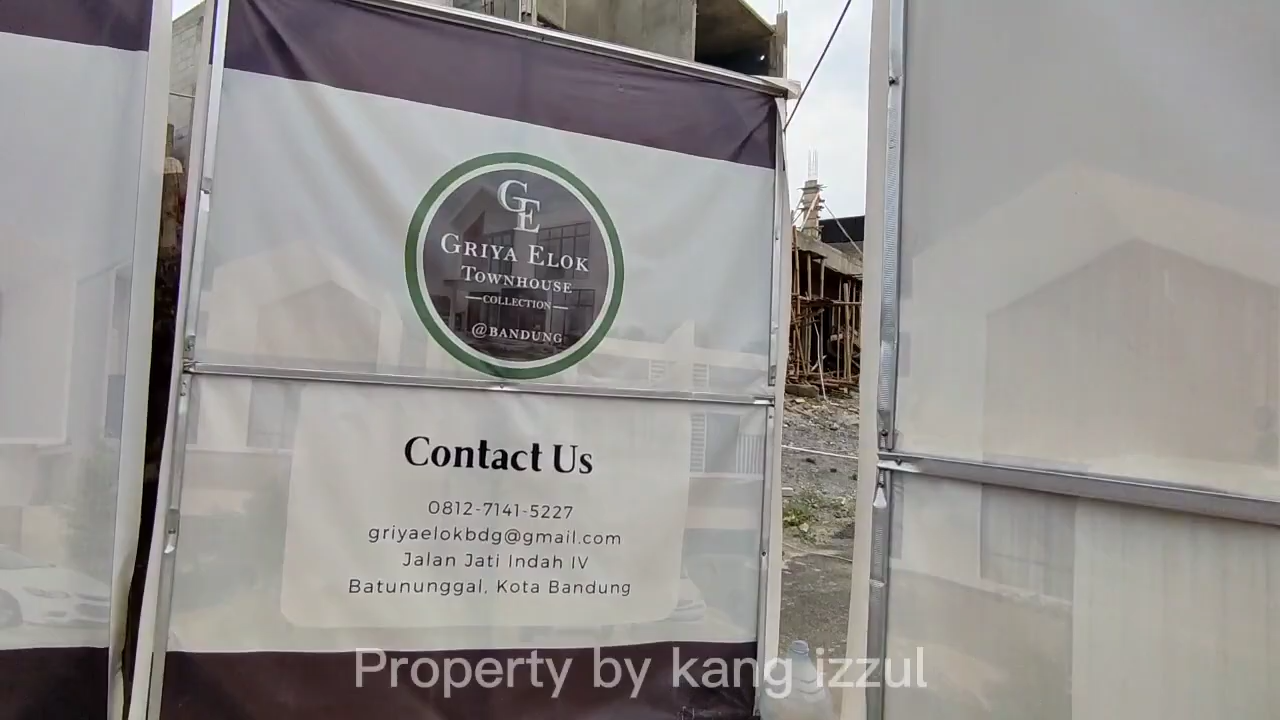 GE
GRIYA ELOK
TOWNHOUSE
COLLECTION
@BANDUNG
Contact Us
0812-7141-5227
griyaelokbdg@gmail.com
Jalan Jati Indah IV
Batununggal, Kota Bandung
Property by kang izzul